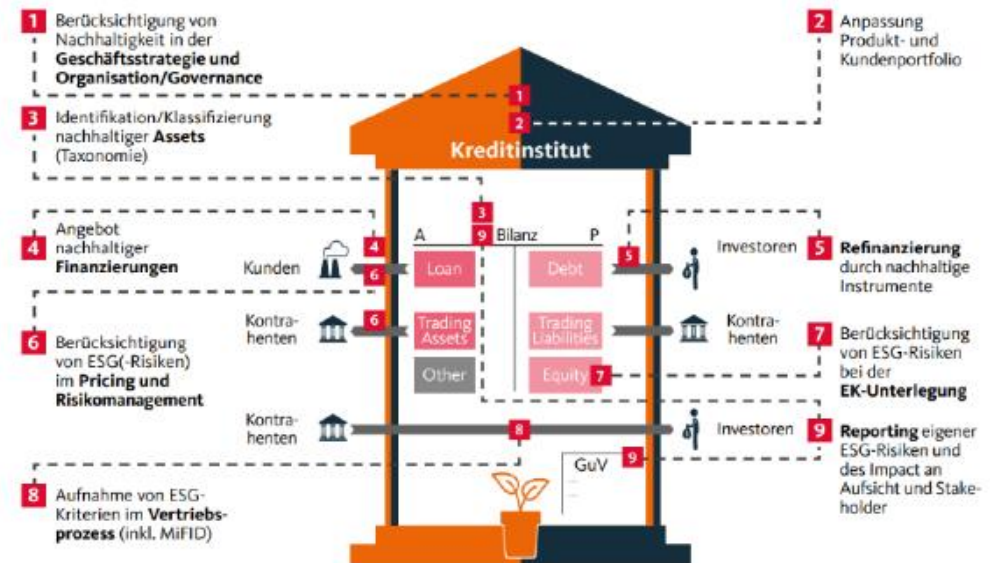 1 Berücksichtigung von
Nachhaltigkeit in der
Geschäftsstrategie und
Organisation/Governance
2 Anpassung
Produkt- und
Kundenportfolio
3 Identifikation/Klassifizierung
nachhaltiger Assets
(Taxonomie)
1
2
Kreditinstitut
4 Angebot
nachhaltiger
Finanzierungen
3
9
A Bilanz P
Kunden
4
6
Loan
Debt
5
Investoren
5 Refinanzierung
durch nachhaltige
Instrumente
6 Berücksichtigung
von ESG(-Risiken)
im Pricing und
Risikomanagement
Kontra-
henten
6
Trading
Assets
Trading
Liabilities
Kontra-
henten
Other
Equity 7
7 Berücksichtigung
von ESG-Risiken
bei der
EK-Unterlegung
Kontra-
henten
8
Investoren
9 Reporting eigener
ESG-Risiken und
des Impact an
Aufsicht und Stake-
holder
GuV 9
8 Aufnahme von ESG-
Kriterien im Vertriebs-
prozess (inkl. MiFID)